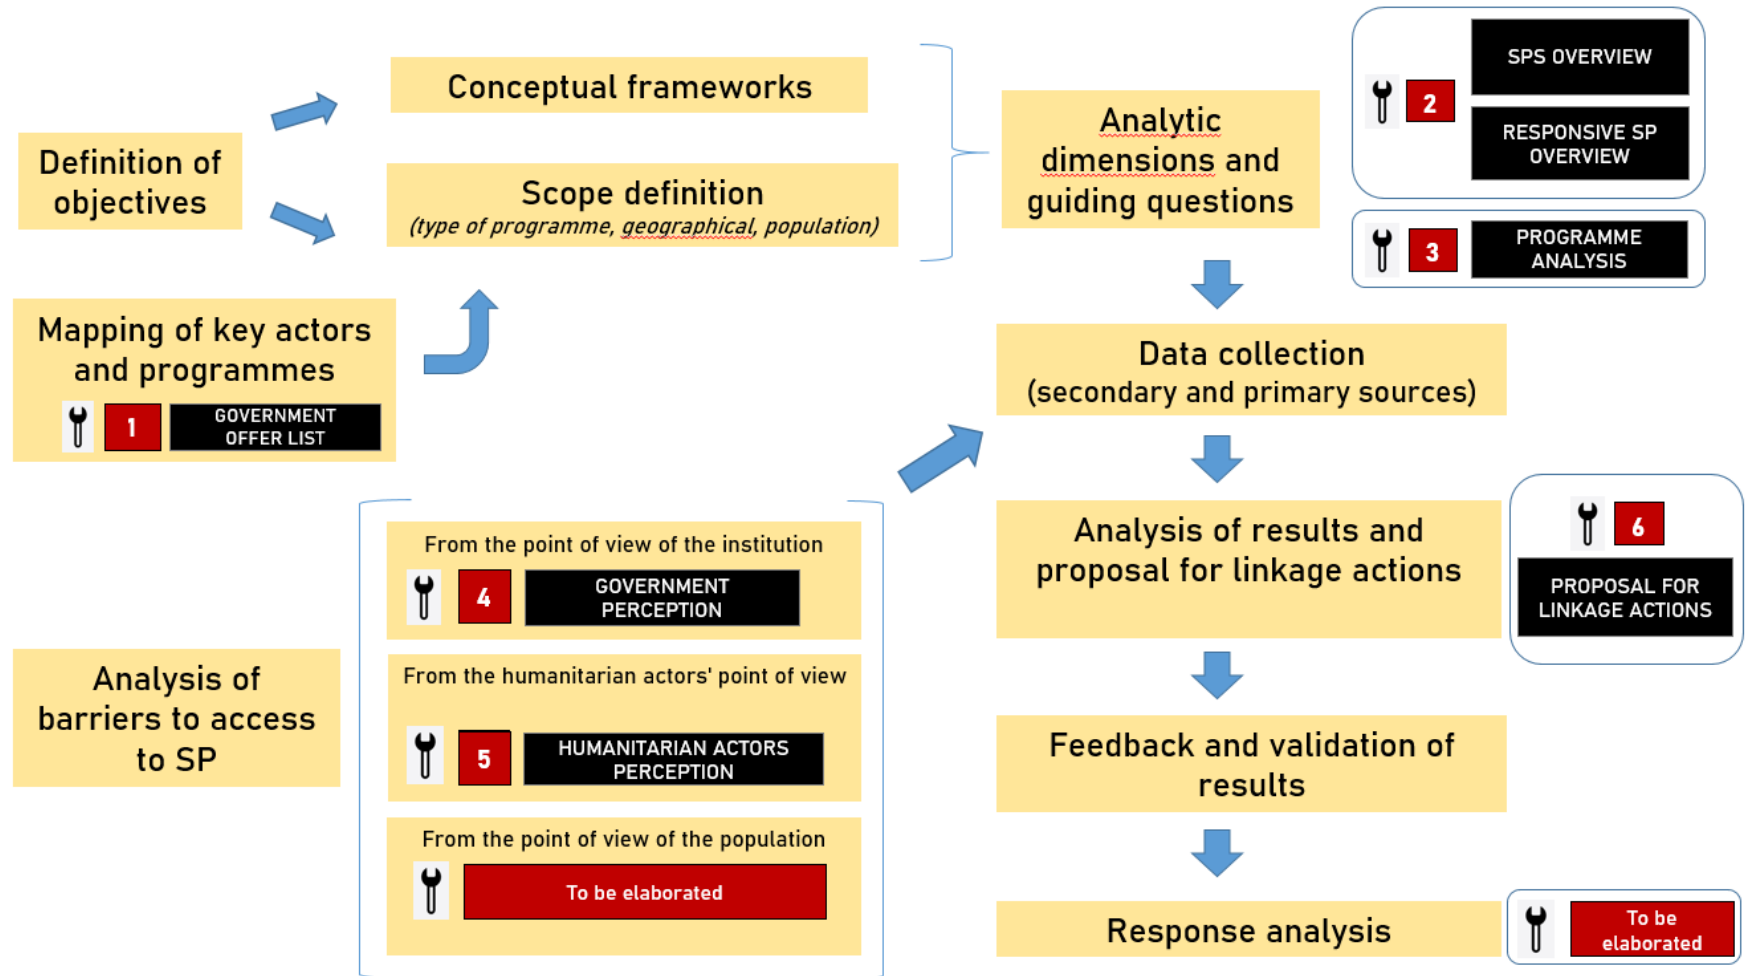 Definition of
objectives
Conceptual frameworks
Scope definition
(type of programme, geographical, population)
Mapping of key actors
and programmes
1
GOVERNMENT
OFFER LIST
Analytic
dimensions and
guiding questions
2
SPS OVERVIEW
RESPONSIVE SP
OVERVIEW
3
PROGRAMME
ANALYSIS
Data collection
(secondary and primary sources)
Analysis of
barriers to access
to SP
From the point of view of the institution
4
GOVERNMENT
PERCEPTION
From the humanitarian actors' point of view
5
HUMANITARIAN ACTORS
PERCEPTION
From the point of view of the population
To be elaborated
Analysis of results and
proposal for linkage actions
6
PROPOSAL FOR
LINKAGE ACTIONS
Feedback and validation of
results
Response analysis
To be
elaborated